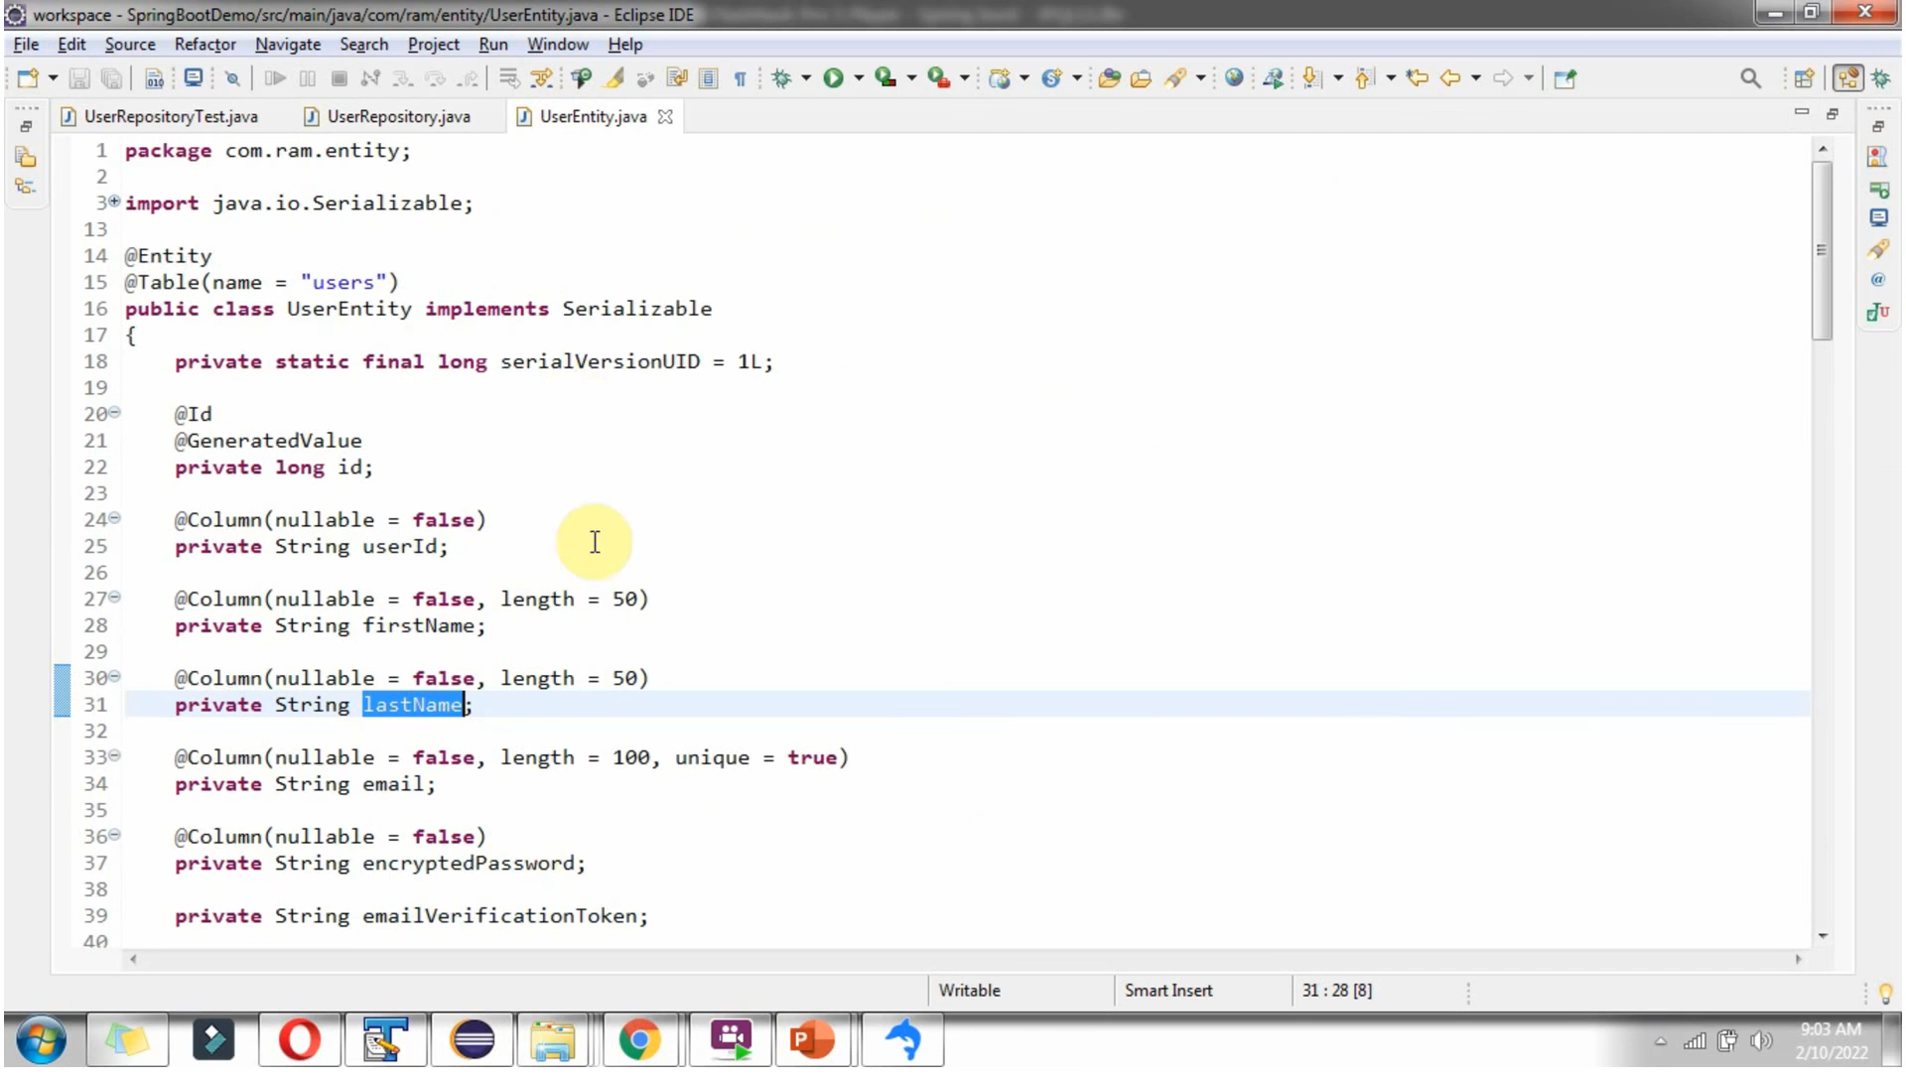 workspace - SpringBootDemo/src/main/java/com/ram/entity/UserEntity.java - Eclipse IDE
File Edit Source Refactor Navigate Search Project Run Window Help
UserRepositoryTest.java UserRepository.java UserEntity.java
1 package com.ram.entity;
2
3 import java.io.Serializable;
13
14 @Entity
15 @Table(name = "users")
16 public class UserEntity implements Serializable
17 {
18 private static final long serialVersionUID = 1L;
19
20 @Id
21 @GeneratedValue
22 private long id;
23
24 @Column(nullable = false)
25 private String userId;
26
27 @Column(nullable = false, length = 50)
28 private String firstName;
29
30 @Column(nullable = false, length = 50)
31 private String lastName;
32
33 @Column(nullable = false, length = 100, unique = true)
34 private String email;
35
36 @Column(nullable = false)
37 private String encryptedPassword;
38
39 private String emailVerificationToken;
40
Writable Smart Insert 31 : 28 [8]
9:03 AM
2/10/2022